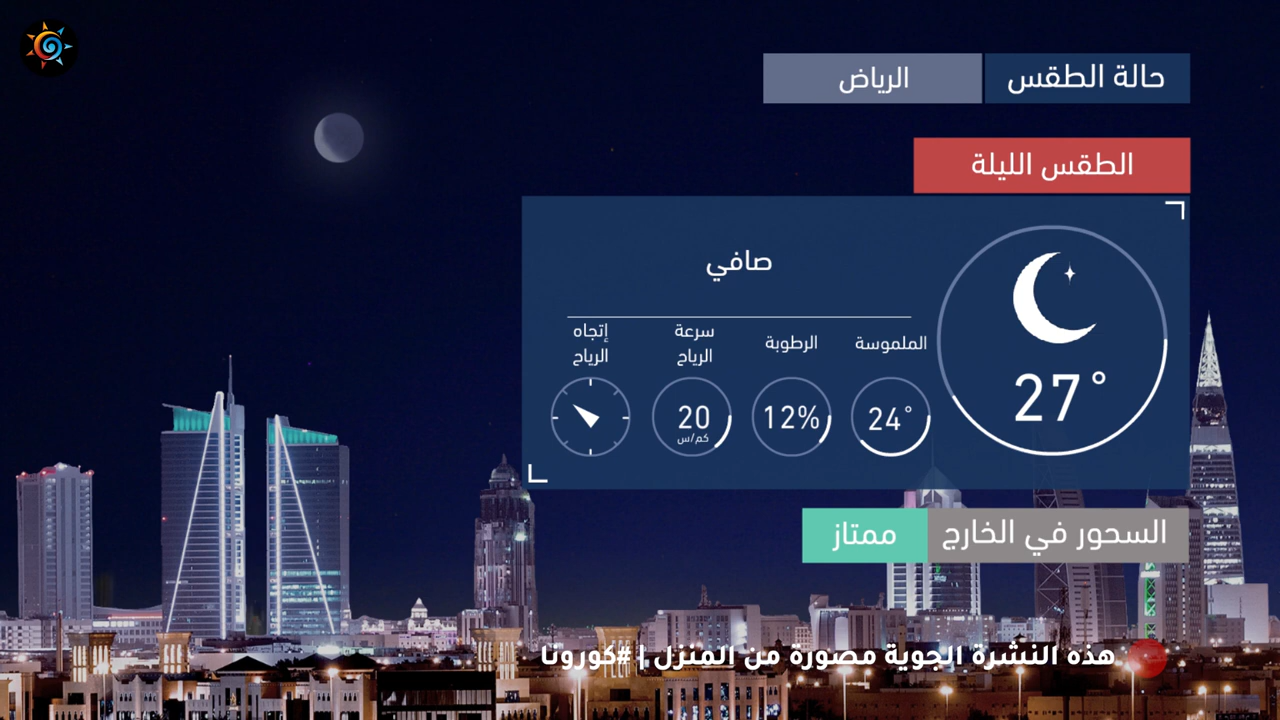 حالة الطقس
الرياض
الطقس الليلة
صافي
27°
الملموسة
24°
الرطوبة
12%
سرعة
الرياح
20
كم/س
إتجاه
الرياح
السحور في الخارج
ممتاز
هذه النشرة الجوية مصورة من المنزل | #كورونا